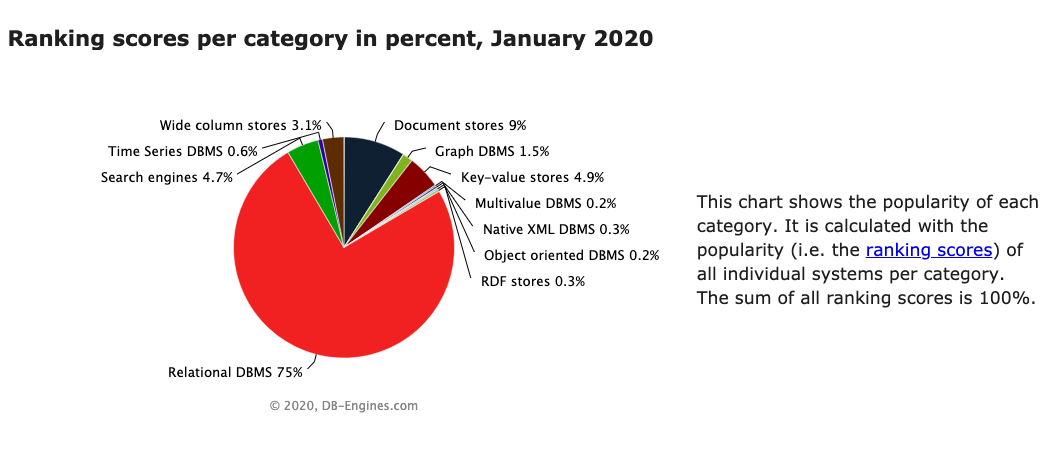 Ranking scores per category in percent, January 2020
Wide column stores 3.1%
Document stores 9%
Time Series DBMS 0.6%
Graph DBMS 1.5%
Search engines 4.7%
Key-value stores 4.9%
Multivalue DBMS 0.2%
Native XML DBMS 0.3%
Object oriented DBMS 0.2%
RDF stores 0.3%
Relational DBMS 75%
© 2020, DB-Engines.com
This chart shows the popularity of each
category. It is calculated with the
popularity (i.e. the ranking scores) of
all individual systems per category.
The sum of all ranking scores is 100%.